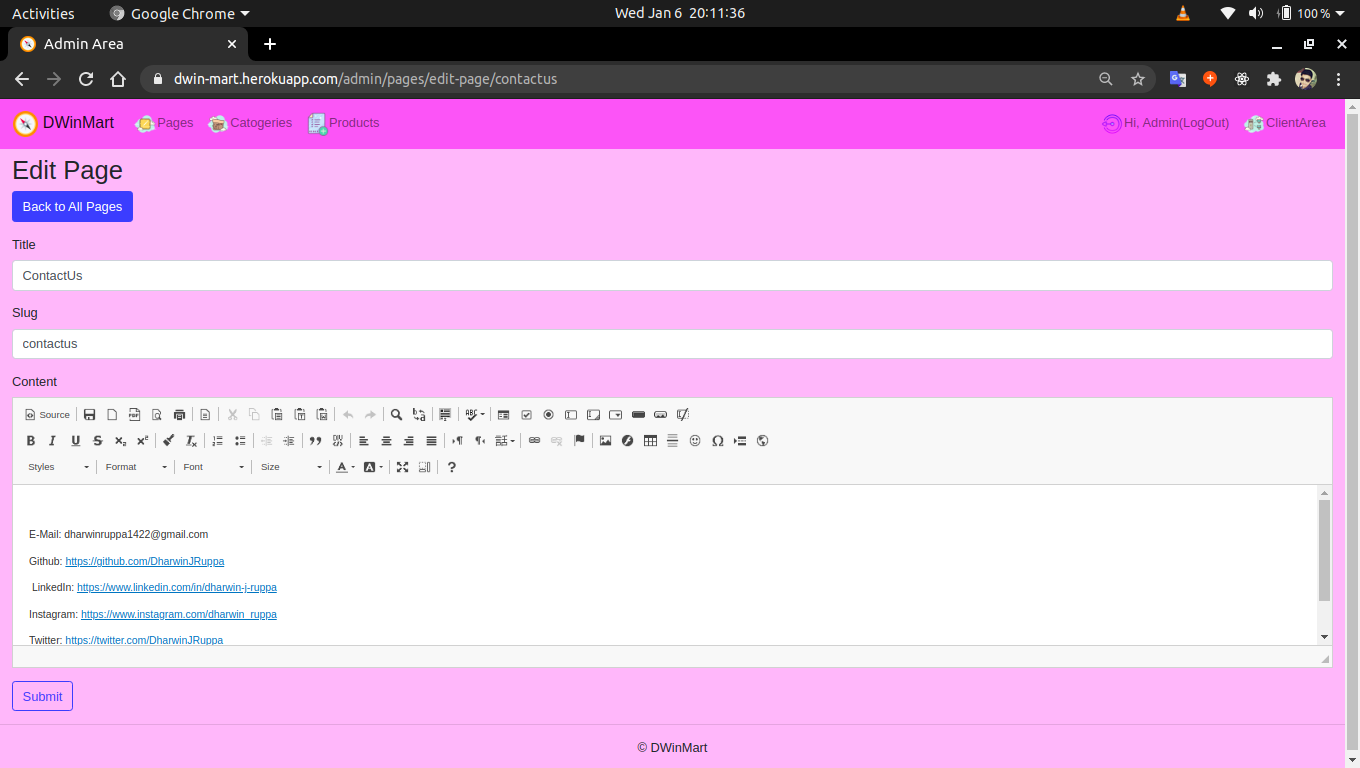 Activities Google Chrome Wed Jan 6 20:11:36 100 %
Admin Area
dwin-mart.herokuapp.com/admin/pages/edit-page/contactus
DWinMart Pages Catogeries Products Hi, Admin(LogOut) ClientArea
Edit Page
Back to All Pages
Title
ContactUs
Slug
contactus
Content
Source
Styles Format Font Size
E-Mail: dharwinruppa1422@gmail.com
Github: https://github.com/DharwinJRuppa
LinkedIn: https://www.linkedin.com/in/dharwin-j-ruppa
Instagram: https://www.instagram.com/dharwin_ruppa
Twitter: https://twitter.com/DharwinJRuppa
Submit
© DWinMart